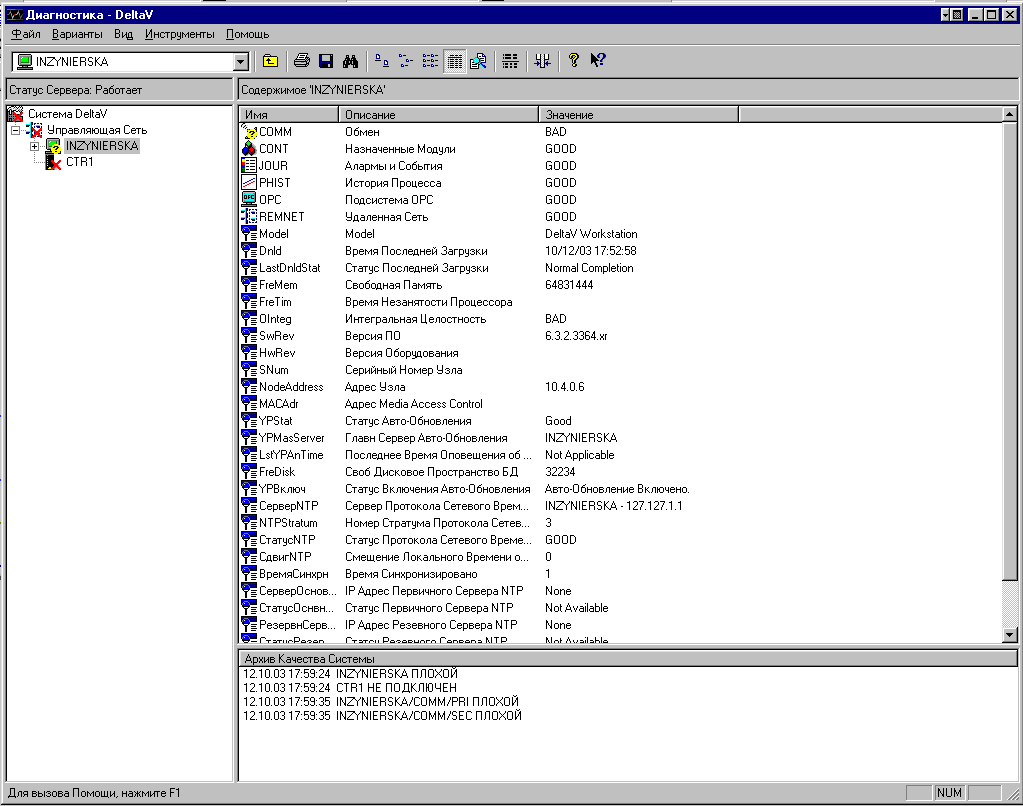 Диагностика - DeltaV
Файл Варианты Вид Инструменты Помощь
INZYNIERSKA
Статус Сервера: Работает
Содержимое 'INZYNIERSKA'
Система DeltaV
Управляющая Сеть
INZYNIERSKA
CTR1
Имя Описание Значение
COMM Обмен BAD
CONT Назначенные Модули GOOD
JOUR Алармы и События GOOD
PHIST История Процесса GOOD
OPC Подсистема OPC GOOD
REMNET Удаленная Сеть GOOD
Model Model DeltaV Workstation
Dnld Время Последней Загрузки 10/12/03 17:52:58
LastDnldStat Статус Последней Загрузки Normal Completion
FreMem Свободная Память 64831444
FreTim Время Незанятости Процессора
OInteg Интегральная Целостность BAD
SwRev Версия ПО 6.3.2.3364.xr
HwRev Версия Оборудования
SNum Серийный Номер Узла
NodeAddress Адрес Узла 10.4.0.6
MACAdr Адрес Media Access Control
YPStat Статус Авто-Обновления Good
YPMasServer Главн Сервер Авто-Обновления INZYNIERSKA
LstYPAnTime Последнее Время Оповещения об ... Not Applicable
FreDisk Своб Дисковое Пространство БД 32234
YPВключ Статус Включения Авто-Обновления Авто-Обновление Включено.
СерверNTP Сервер Протокола Сетевого Врем... INZYNIERSKA - 127.127.1.1
NTPStratum Номер Стратума Протокола Сетев... 3
СтатусNTP Статус Протокола Сетевого Време... GOOD
СдвигNTP Смещение Локального Времени о... 0
ВремяСинхрн Время Синхронизировано 1
СерверОснов... IP Адрес Первичного Сервера NTP None
СтатусОснвн... Статус Первичного Сервера NTP Not Available
РезервнСерв... IP Адрес Резевного Сервера NTP None
СтатусРезер... Статус Резевного Сервера NTP Not Available
Архив Качества Системы
12.10.03 17:59:24 INZYNIERSKA ПЛОХОЙ
12.10.03 17:59:24 CTR1 НЕ ПОДКЛЮЧЕН
12.10.03 17:59:35 INZYNIERSKA/COMM/PRI ПЛОХОЙ
12.10.03 17:59:35 INZYNIERSKA/COMM/SEC ПЛОХОЙ
Для вызова Помощи, нажмите F1
NUM